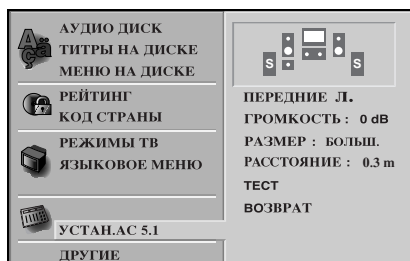 АУДИО ДИСК
ТИТРЫ НА ДИСКЕ
МЕНЮ НА ДИСКЕ
РЕЙТИНГ
КОД СТРАНЫ
РЕЖИМЫ ТВ
ЯЗЫКОВОЕ МЕНЮ
УСТАН.АС 5.1
ДРУГИЕ
S S
ПЕРЕДНИЕ Л.
ГРОМКОСТЬ : 0 dB
РАЗМЕР : БОЛЬШ.
РАССТОЯНИЕ : 0.3 m
ТЕСТ
ВОЗВРАТ